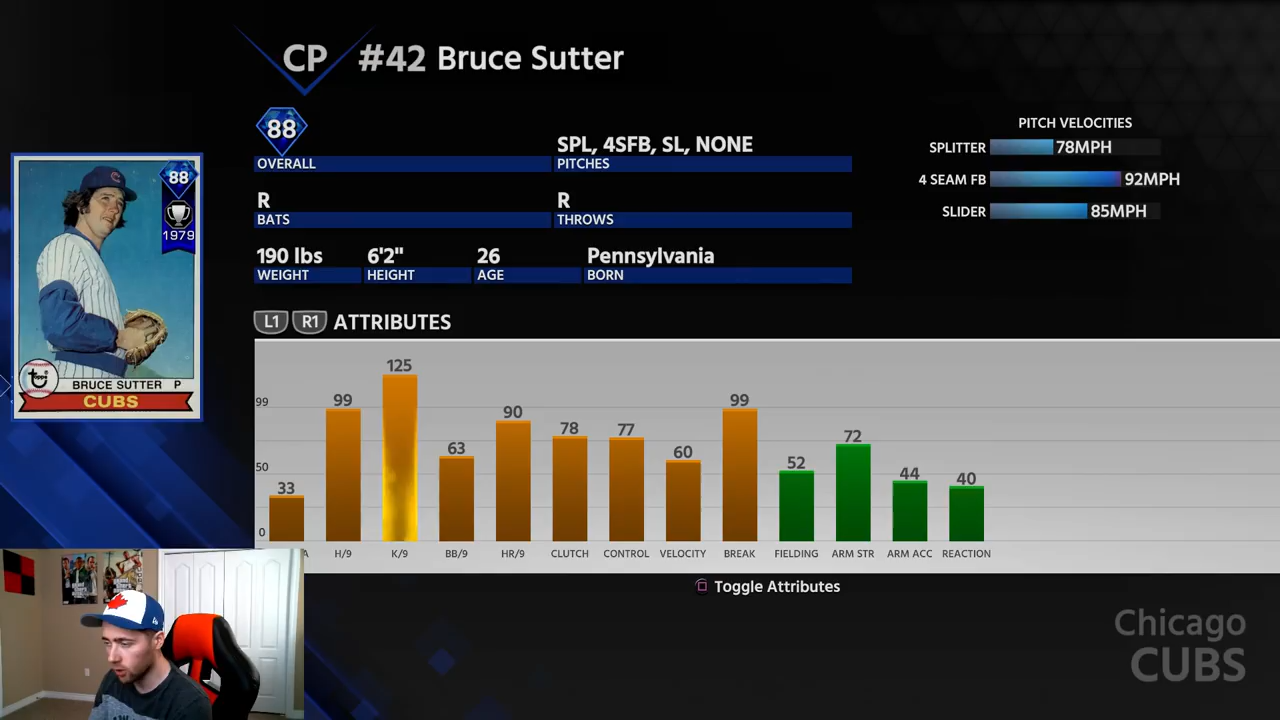 CP #42 Bruce Sutter
88
OVERALL
SPL, 4SFB, SL, NONE
PITCHES
R
BATS
R
THROWS
190 lbs
WEIGHT
6'2"
HEIGHT
26
AGE
Pennsylvania
BORN
PITCH VELOCITIES
SPLITTER 78MPH
4 SEAM FB 92MPH
SLIDER 85MPH
88
1979
Topps
BRUCE SUTTER P
CUBS
L1 R1 ATTRIBUTES
99
50
0
33 99 125 63 90 78 77 60 99 52 72 44 40
A H/9 K/9 BB/9 HR/9 CLUTCH CONTROL VELOCITY BREAK FIELDING ARM STR ARM ACC REACTION
Toggle Attributes
Chicago
CUBS